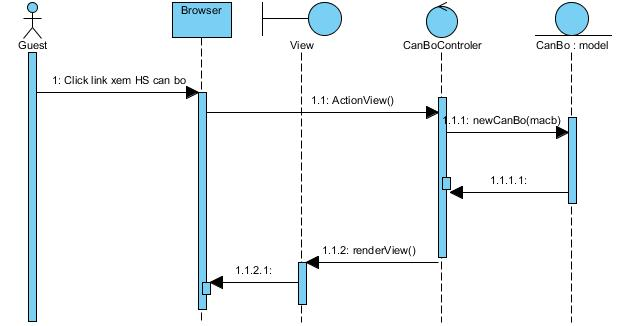 Browser
Guest
View
CanBoControler
CanBo : model
1: Click link xem HS can bo
1.1: ActionView()
1.1.1: newCanBo(macb)
1.1.1.1:
1.1.2: renderView()
1.1.2.1: